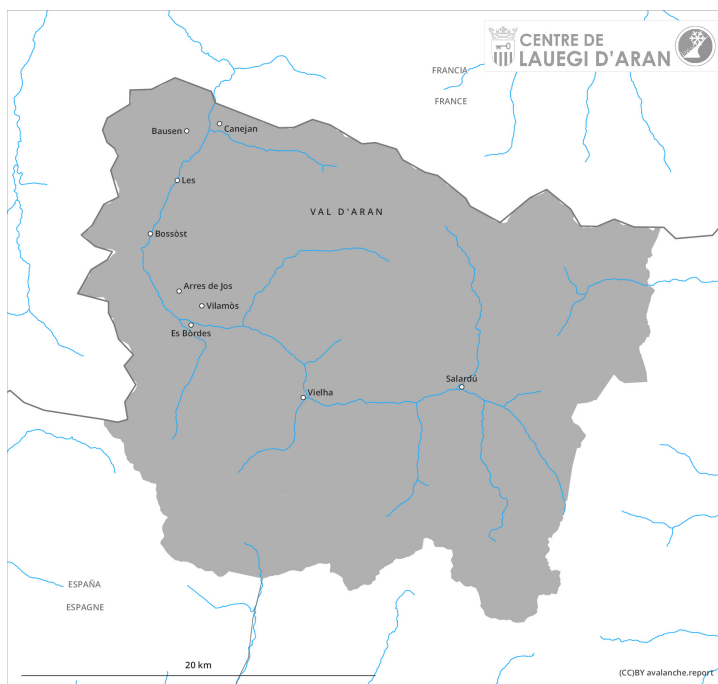 CENTRE DE
LAUEGI D'ARAN
FRANCIA
FRANCE
Bausen
Canejan
Les
VAL D'ARAN
Bossòst
Arres de Jos
Vilamòs
Es Bòrdes
Salardú
Vielha
ESPAÑA
ESPAGNE
20 km
(CC)BY avalanche.report